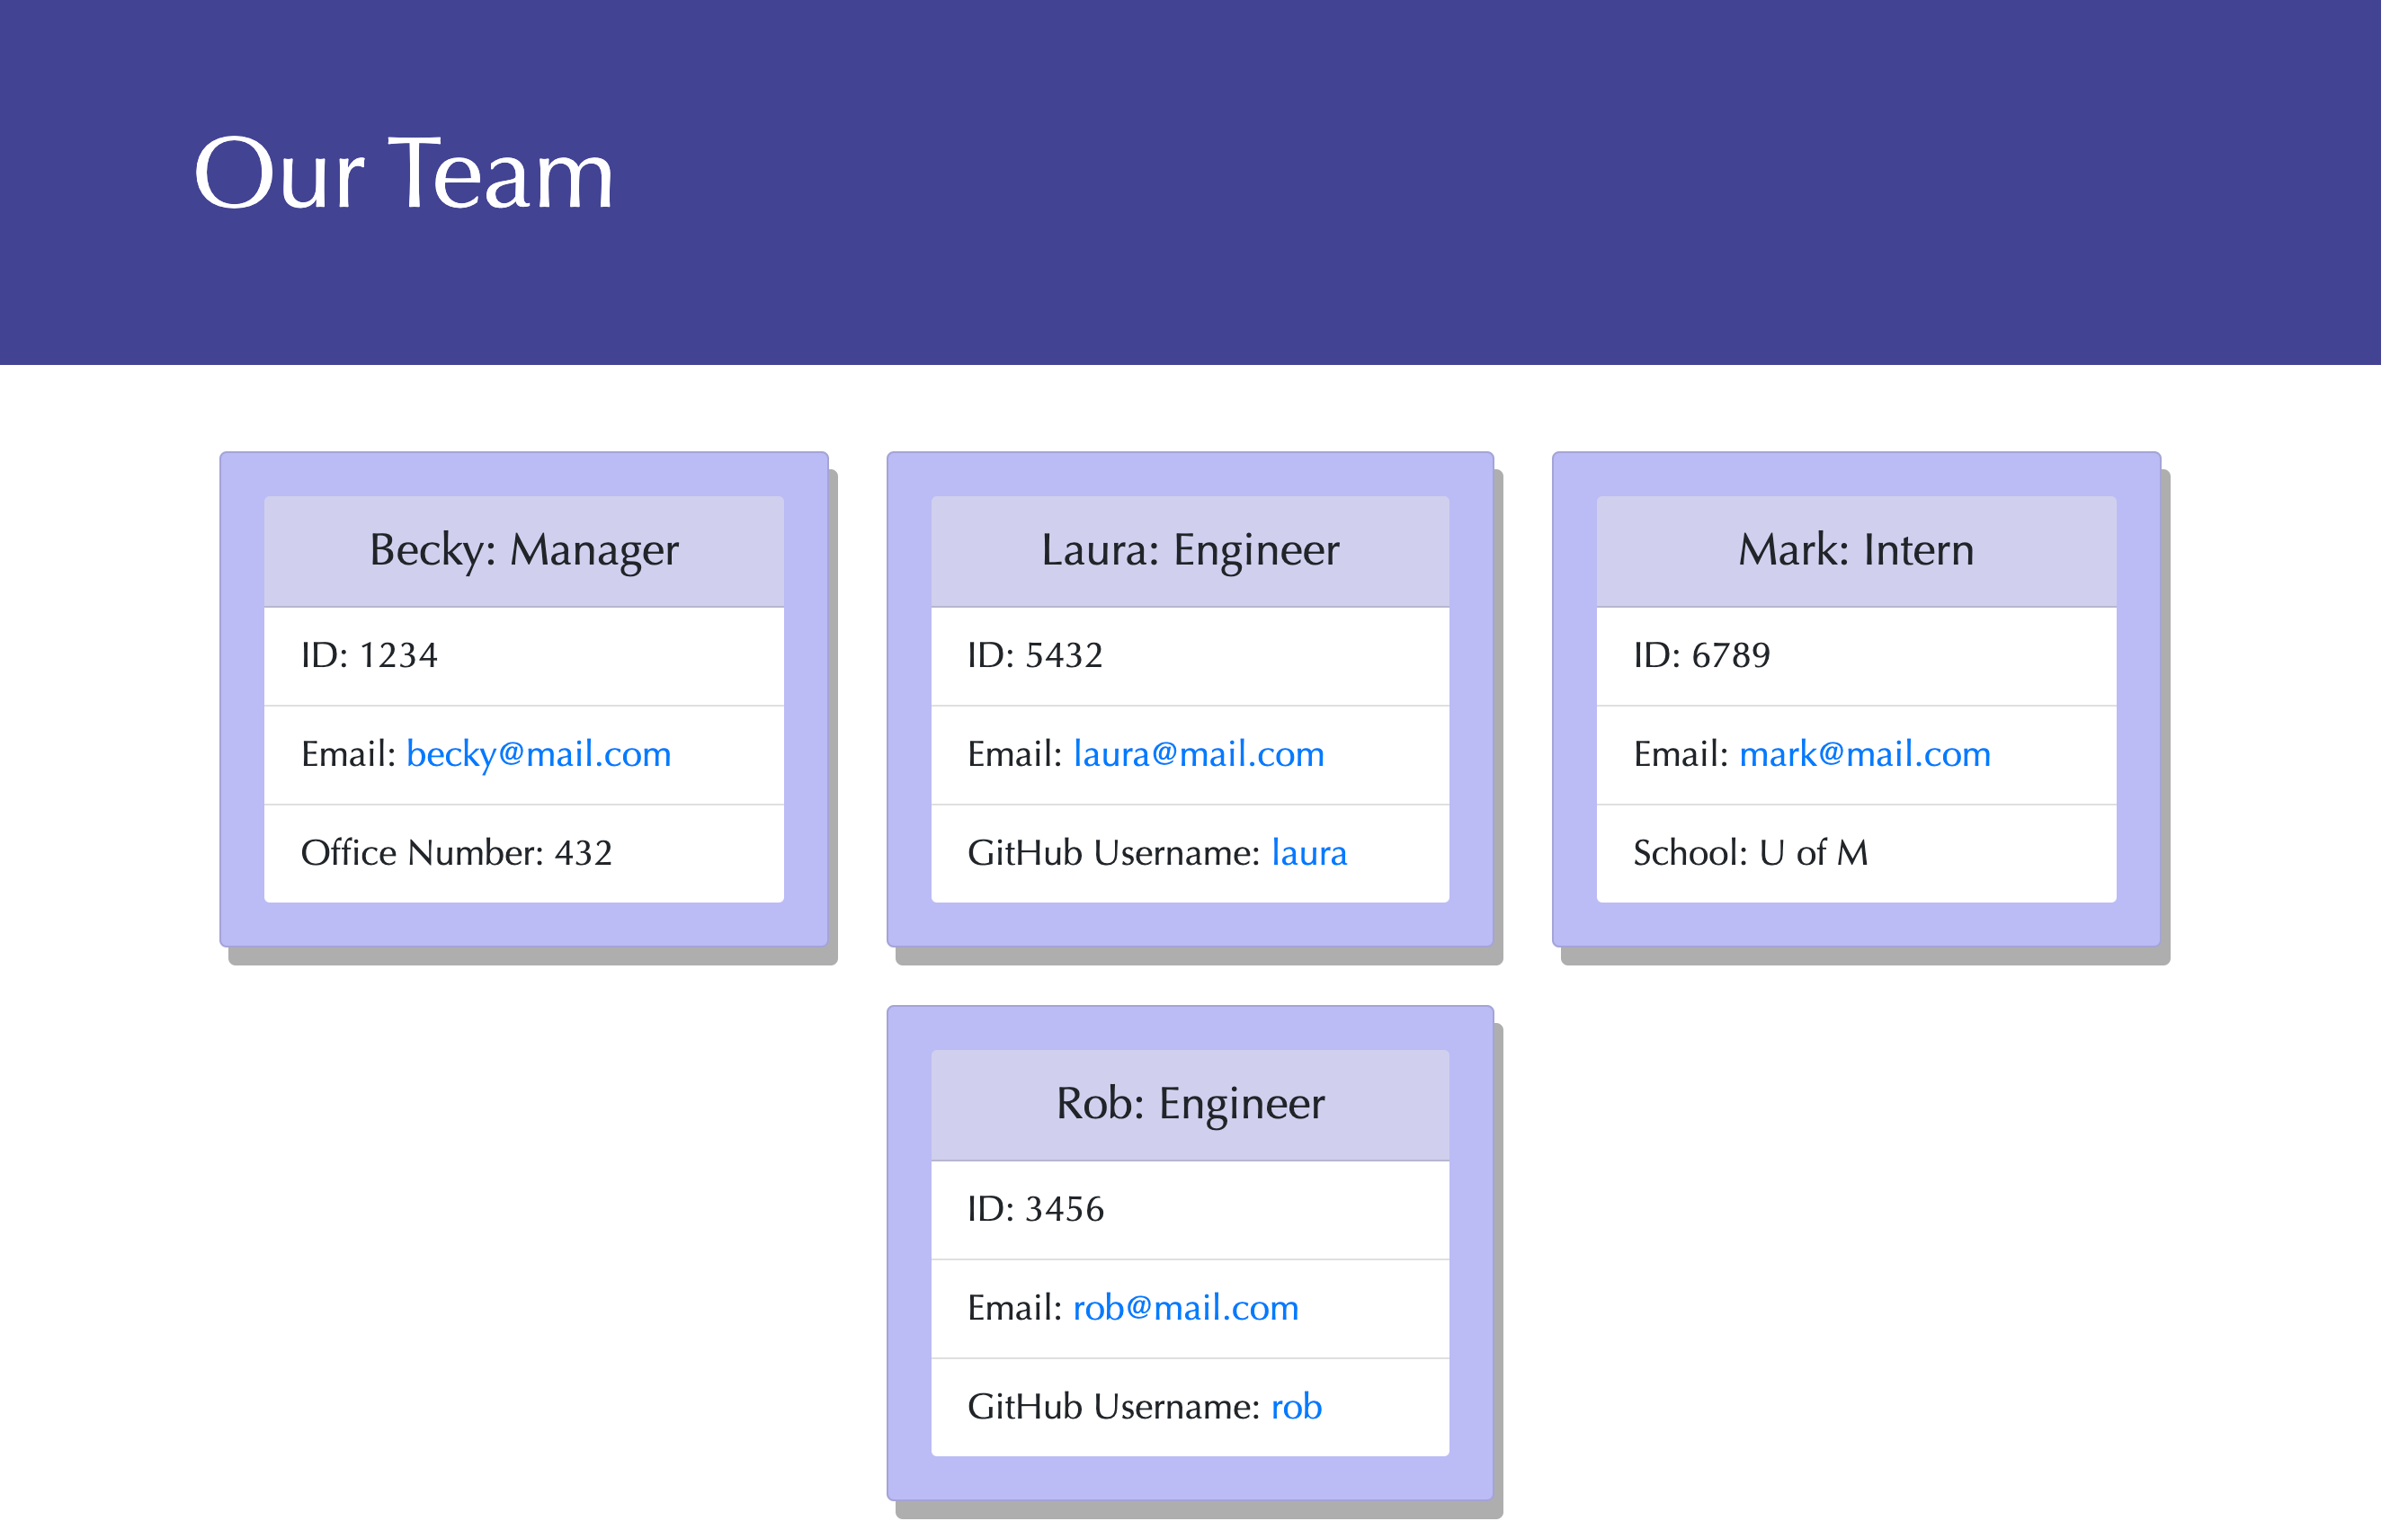 Our Team
Becky: Manager
ID: 1234
Email: becky@mail.com
Office Number: 432
Laura: Engineer
ID: 5432
Email: laura@mail.com
GitHub Username: laura
Mark: Intern
ID: 6789
Email: mark@mail.com
School: U of M
Rob: Engineer
ID: 3456
Email: rob@mail.com
GitHub Username: rob